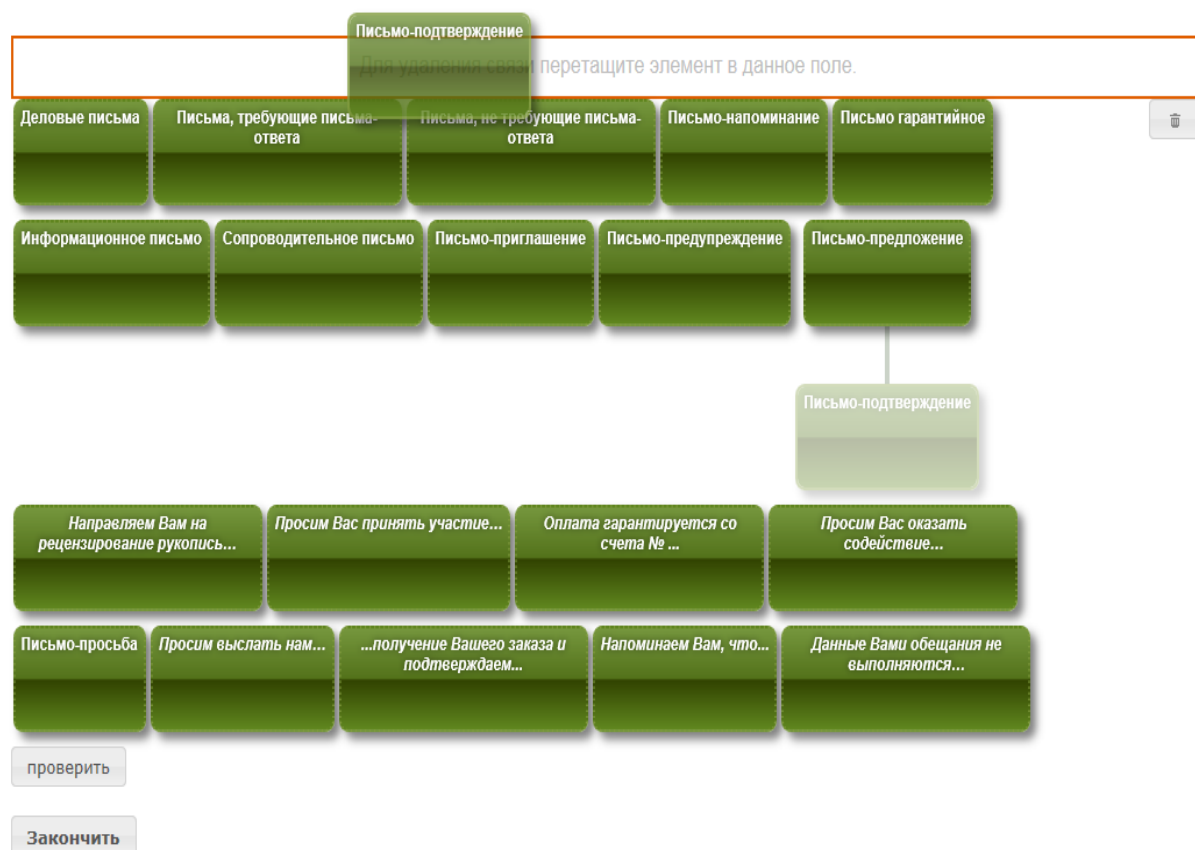 Письмо-подтверждение
Для удаления связи перетащите элемент в данное поле.
Деловые письма
Письма, требующие письма-
ответа
Письма, не требующие письма-
ответа
Письмо-напоминание
Письмо гарантийное
Информационное письмо
Сопроводительное письмо
Письмо-приглашение
Письмо-предупреждение
Письмо-предложение
Письмо-подтверждение
Направляем Вам на
рецензирование рукопись...
Просим Вас принять участие...
Оплата гарантируется со
счета № ...
Просим Вас оказать
содействие...
Письмо-просьба
Просим выслать нам...
...получение Вашего заказа и
подтверждаем...
Напоминаем Вам, что...
Данные Вами обещания не
выполняются...
проверить
Закончить